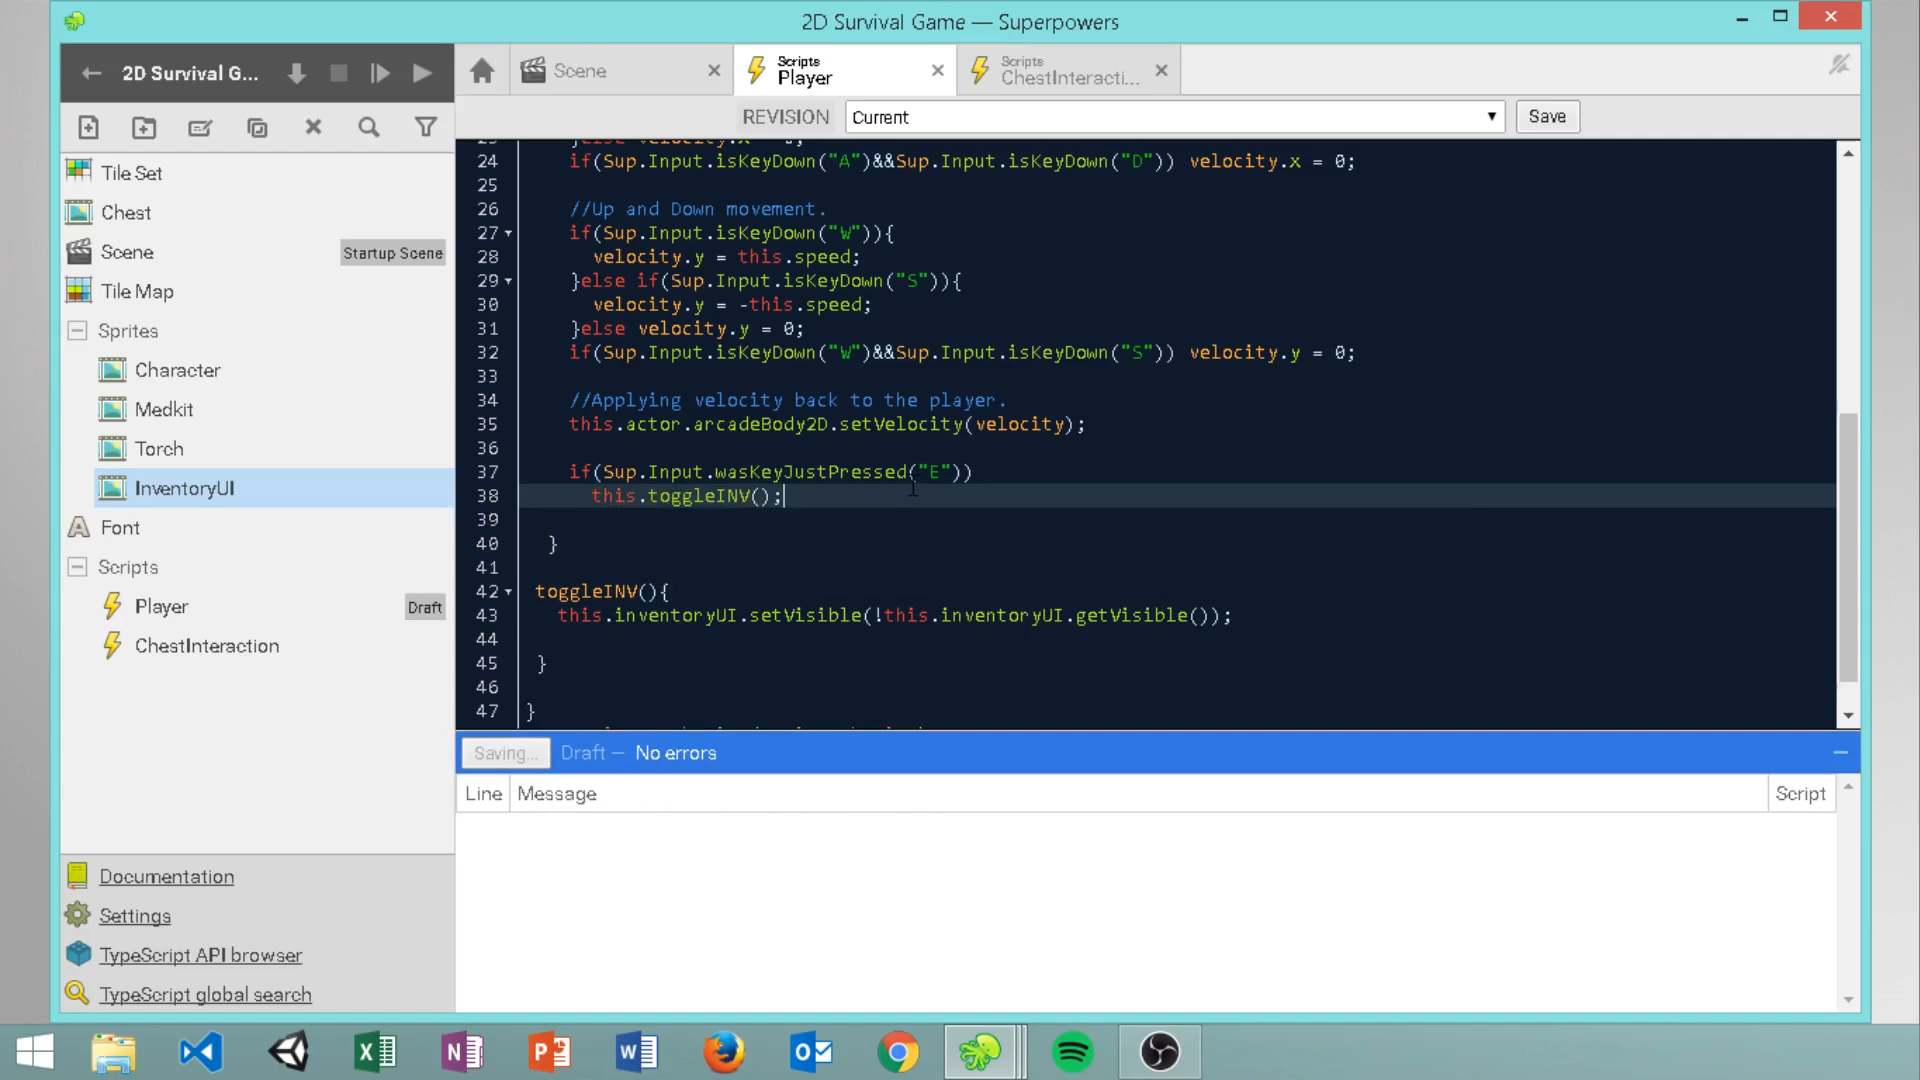 2D Survival Game — Superpowers
2D Survival G...
Scene
Scripts
Player
Scripts
ChestInteracti...
REVISION
Current
Save
Tile Set
Chest
Scene
Startup Scene
Tile Map
Sprites
Character
Medkit
Torch
InventoryUI
Font
Scripts
Player
Draft
ChestInteraction
Documentation
Settings
TypeScript API browser
TypeScript global search
24 if(Sup.Input.isKeyDown("A")&&Sup.Input.isKeyDown("D")) velocity.x = 0;
25
26 //Up and Down movement.
27 if(Sup.Input.isKeyDown("W")){
28 velocity.y = this.speed;
29 }else if(Sup.Input.isKeyDown("S")){
30 velocity.y = -this.speed;
31 }else velocity.y = 0;
32 if(Sup.Input.isKeyDown("W")&&Sup.Input.isKeyDown("S")) velocity.y = 0;
33
34 //Applying velocity back to the player.
35 this.actor.arcadeBody2D.setVelocity(velocity);
36
37 if(Sup.Input.wasKeyJustPressed("E"))
38 this.toggleINV();
39
40 }
41
42 toggleINV(){
43 this.inventoryUI.setVisible(!this.inventoryUI.getVisible());
44
45 }
46
47 }
Saving... Draft — No errors
Line Message Script